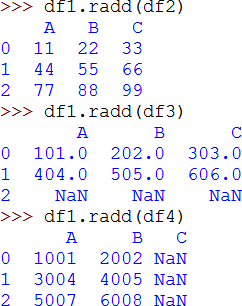 >>> df1.radd(df2)
A B C
0 11 22 33
1 44 55 66
2 77 88 99
>>> df1.radd(df3)
A B C
0 101.0 202.0 303.0
1 404.0 505.0 606.0
2 NaN NaN NaN
>>> df1.radd(df4)
A B C
0 1001 2002 NaN
1 3004 4005 NaN
2 5007 6008 NaN